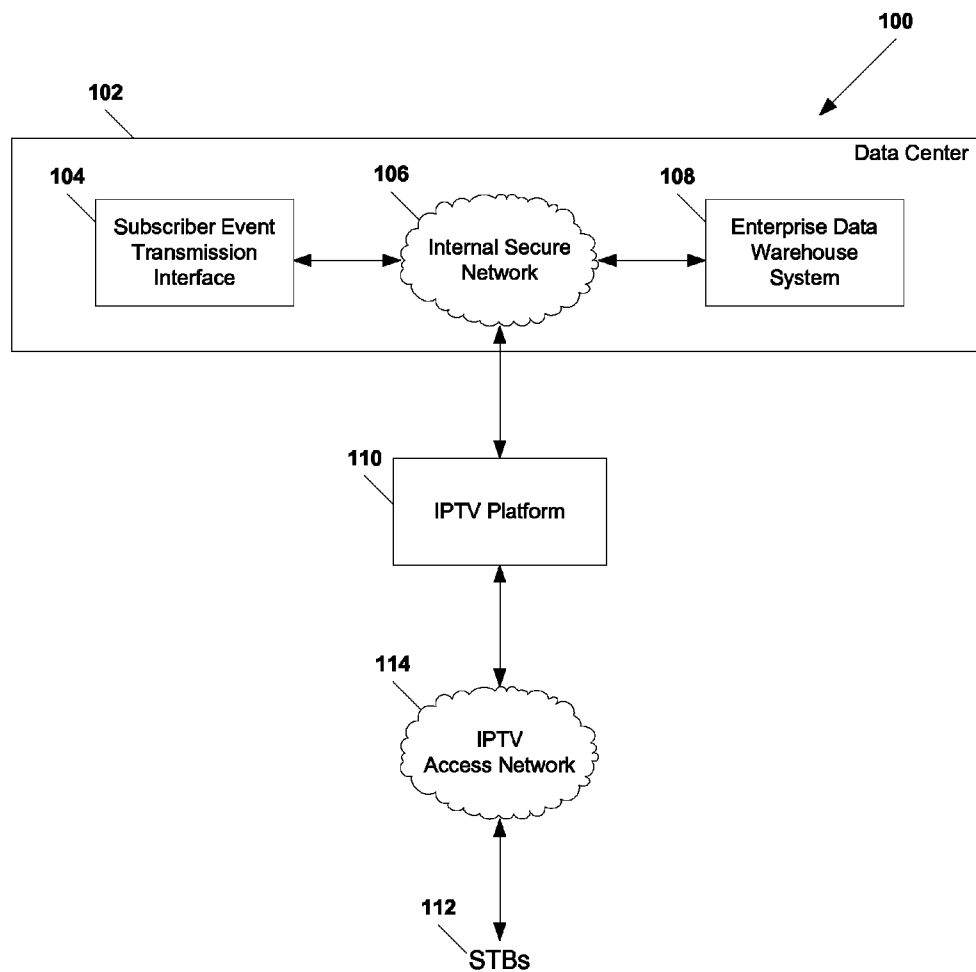 100
102
Data Center
104
106
108
Subscriber Event
Transmission
Interface
Internal Secure
Network
Enterprise Data
Warehouse
System
110
IPTV Platform
114
IPTV
Access Network
112
STBs